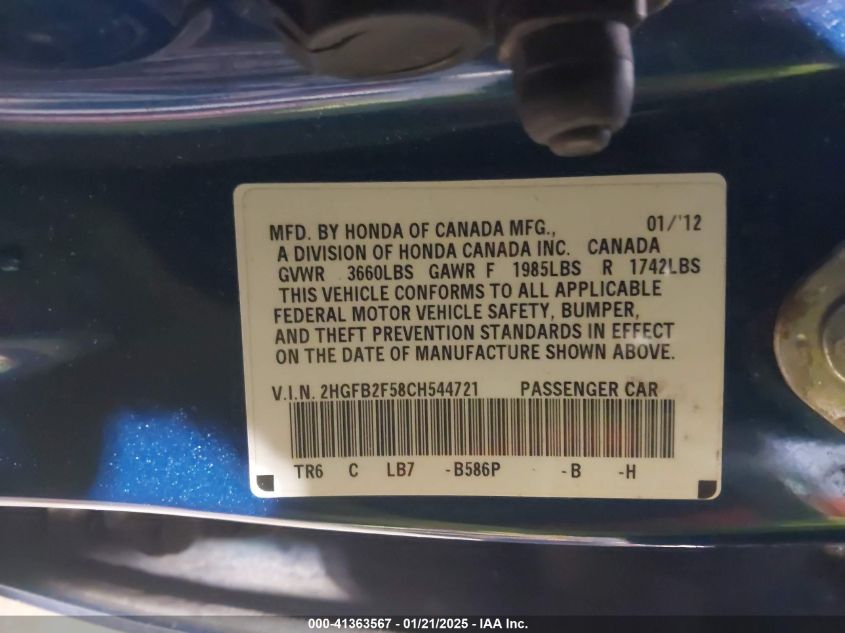 MFD. BY HONDA OF CANADA MFG., 01/'12
A DIVISION OF HONDA CANADA INC. CANADA
GVWR 3660LBS GAWR F 1985LBS R 1742LBS
THIS VEHICLE CONFORMS TO ALL APPLICABLE
FEDERAL MOTOR VEHICLE SAFETY, BUMPER,
AND THEFT PREVENTION STANDARDS IN EFFECT
ON THE DATE OF MANUFACTURE SHOWN ABOVE.
V.I.N. 2HGFB2F58CH544721 PASSENGER CAR
TR6 C LB7 -B586P -B -H
000 - 41363567 - 01/21/2025 - IAA Inc.